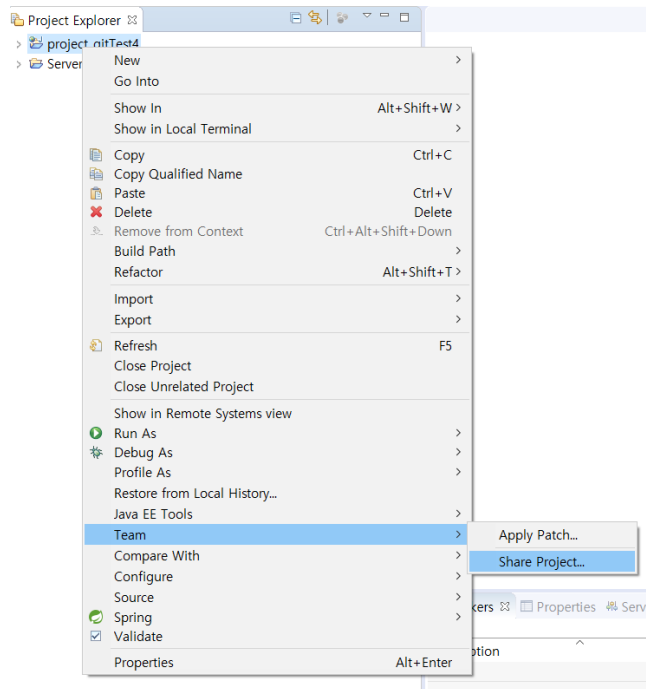 Project Explorer
project_gitTest4
Server
New
Go Into
Show In Alt+Shift+W
Show in Local Terminal
Copy Ctrl+C
Copy Qualified Name
Paste Ctrl+V
Delete Delete
Remove from Context Ctrl+Alt+Shift+Down
Build Path
Refactor Alt+Shift+T
Import
Export
Refresh F5
Close Project
Close Unrelated Project
Show in Remote Systems view
Run As
Debug As
Profile As
Restore from Local History...
Java EE Tools
Team
Apply Patch...
Compare With
Share Project...
Configure
Source
kers Properties Serv
Spring
Validate
ption
Properties Alt+Enter